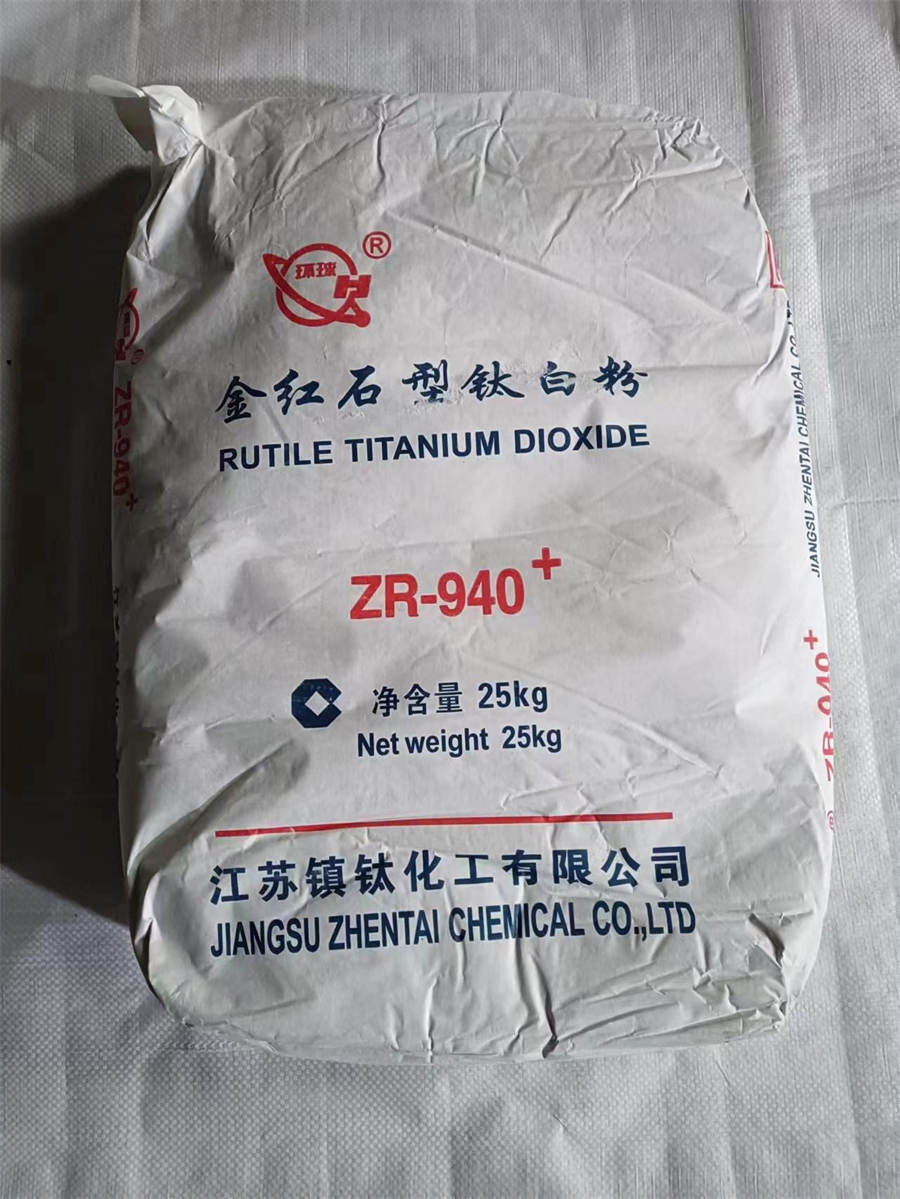 环球 ®
金红石型钛白粉
RUTILE TITANIUM DIOXIDE
ZR-940+
净含量 25kg
Net weight 25kg
江苏镇钛化工有限公司
JIANGSU ZHENTAI CHEMICAL CO.,LTD
® ZR-940+
JIANGSU ZHENTAI CHEMICAL CO.,LTD
® ZR-940+